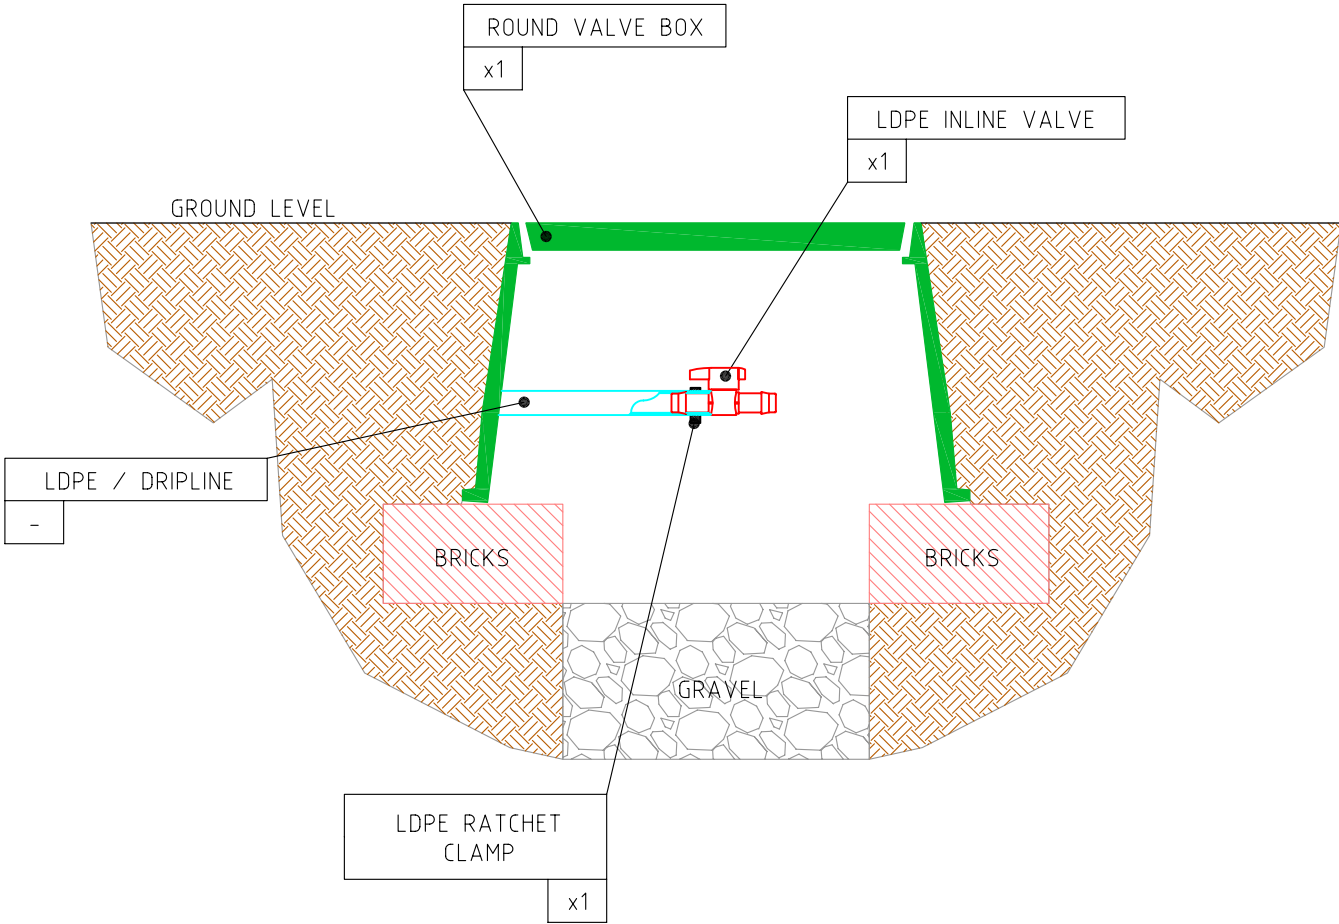 ROUND VALVE BOX
x1
LDPE INLINE VALVE
x1
GROUND LEVEL
LDPE / DRIPLINE
-
BRICKS
BRICKS
GRAVEL
LDPE RATCHET
CLAMP
x1